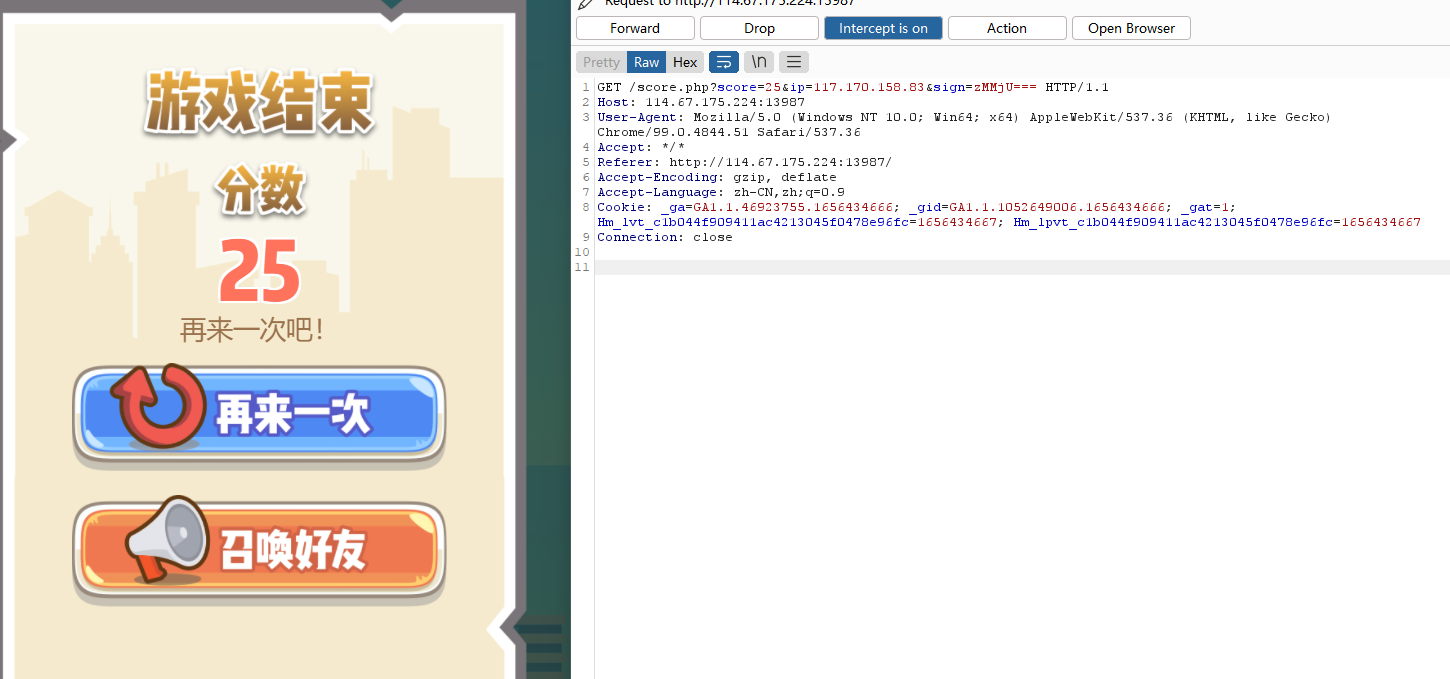 游戏结束
分数
25
再来一次吧!
再来一次
召唤好友
Request to http://114.67.175.224:13987
Forward Drop Intercept is on Action Open Browser
Pretty Raw Hex \n
1 GET /score.php?score=25&ip=117.170.158.83&sign=zMMjU=== HTTP/1.1
2 Host: 114.67.175.224:13987
3 User-Agent: Mozilla/5.0 (Windows NT 10.0; Win64; x64) AppleWebKit/537.36 (KHTML, like Gecko)
Chrome/99.0.4844.51 Safari/537.36
4 Accept: */*
5 Referer: http://114.67.175.224:13987/
6 Accept-Encoding: gzip, deflate
7 Accept-Language: zh-CN,zh;q=0.9
8 Cookie: _ga=GA1.1.46923755.1656434666; _gid=GA1.1.1052649006.1656434666; _gat=1;
Hm_lvt_c1b044f909411ac4213045f0478e96fc=1656434667; Hm_lpvt_c1b044f909411ac4213045f0478e96fc=1656434667
9 Connection: close
10
11